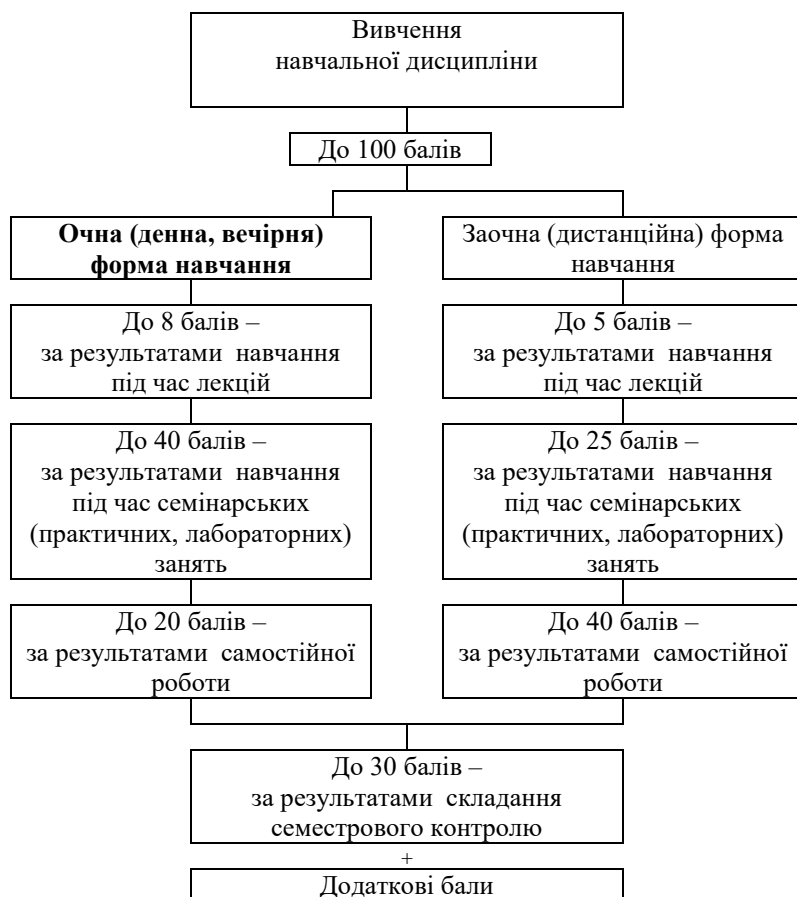 Вивчення
навчальної дисципліни
До 100 балів
Очна (денна, вечірня)
форма навчання
Заочна (дистанційна) форма
навчання
До 8 балів –
за результатами навчання
під час лекцій
До 5 балів –
за результатами навчання
під час лекцій
До 40 балів –
за результатами навчання
під час семінарських
(практичних, лабораторних)
занять
До 25 балів –
за результатами навчання
під час семінарських
(практичних, лабораторних)
занять
До 20 балів –
за результатами самостійної
роботи
До 40 балів –
за результатами самостійної
роботи
До 30 балів –
за результатами складання
семестрового контролю
+
Додаткові бали